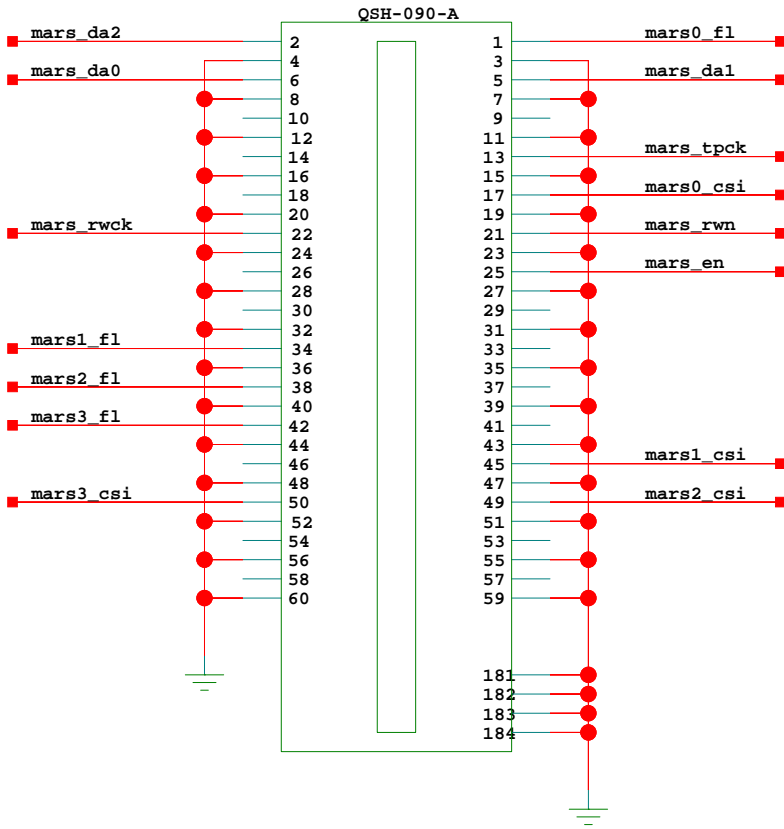 QSH-090-A
mars_da2 2 1 mars0_fl
4 3
mars_da0 6 5 mars_da1
8 7
10 9
12 11
14 13 mars_tpck
16 15
18 17 mars0_csi
20 19
mars_rwck 22 21 mars_rwn
24 23
26 25 mars_en
28 27
30 29
32 31
mars1_fl 34 33
36 35
mars2_fl 38 37
40 39
mars3_fl 42 41
44 43
46 45 mars1_csi
48 47
mars3_csi 50 49 mars2_csi
52 51
54 53
56 55
58 57
60 59
181
182
183
184